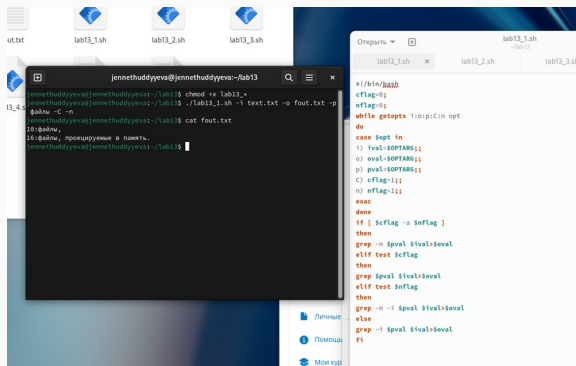 lab13_1.sh
lab13_2.sh
lab13_3.sh
jennethuddyyeva@jennethuddyyeva:~/lab13
jennethuddyyeva@jennethuddyyeva:~/lab13$ chmod +x lab13_*
jennethuddyyeva@jennethuddyyeva:~/lab13$ ./lab13_1.sh -i text.txt -o fout.txt -p
файлы -C -n
jennethuddyyeva@jennethuddyyeva:~/lab13$ cat fout.txt
10:файлы,
16:файлы, проецируемые в память.
jennethuddyyeva@jennethuddyyeva:~/lab13$
Открыть
lab13_1.sh
~/lab13
lab13_1.sh ×
lab13_2.sh
lab13_3.sh
#!/bin/bash
cflag=0;
nflag=0;
while getopts i:o:p:C:n opt
do
case $opt in
i) ival=$OPTARG;;
o) oval=$OPTARG;;
p) pval=$OPTARG;;
C) cflag=1;;
n) nflag=1;;
esac
done
if [ $cflag -a $nflag ]
then
grep -n $pval $ival>$oval
elif test $cflag
then
grep $pval $ival>$oval
elif test $nflag
then
grep -n -i $pval $ival>$oval
else
grep -i $pval $ival>$oval
fi
Личные
Помощь
Мои кур